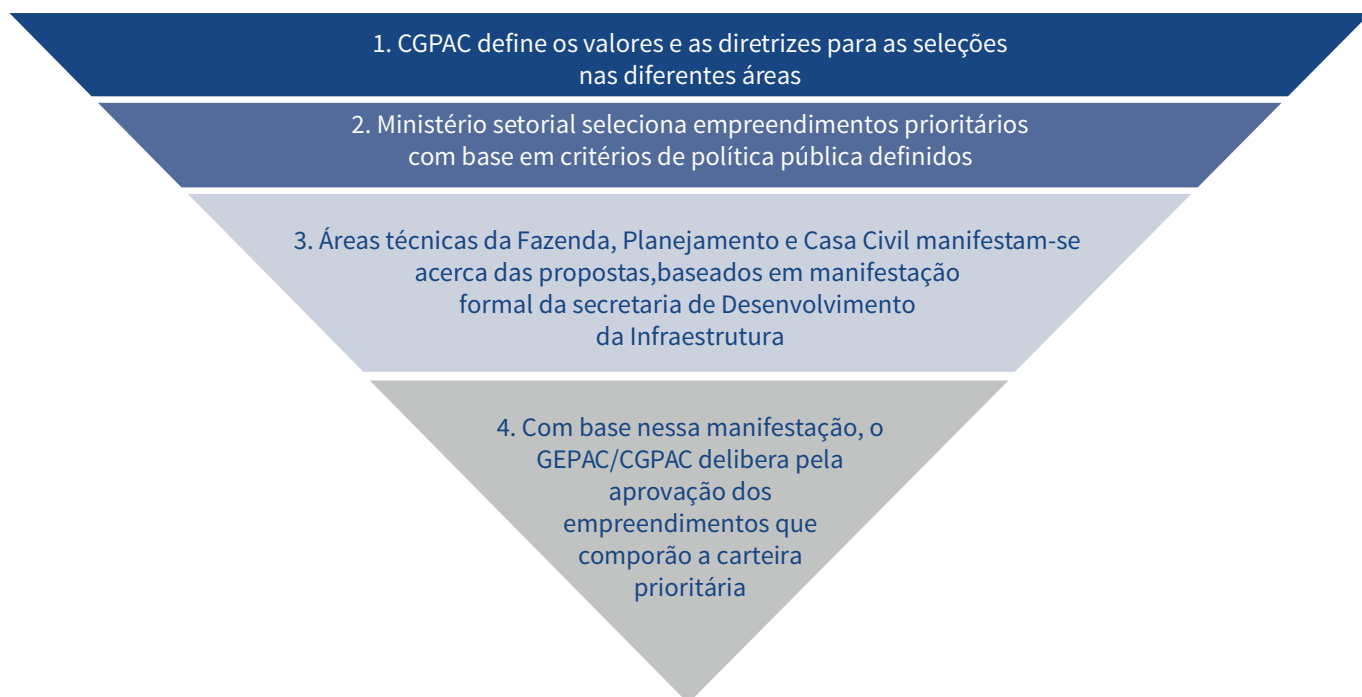 1. CGPAC define os valores e as diretrizes para as seleções
nas diferentes áreas
2. Ministério setorial seleciona empreendimentos prioritários
com base em critérios de política pública definidos
3. Áreas técnicas da Fazenda, Planejamento e Casa Civil manifestam-se
acerca das propostas,baseados em manifestação
formal da secretaria de Desenvolvimento
da Infraestrutura
4. Com base nessa manifestação, o
GEPAC/CGPAC delibera pela
aprovação dos
empreendimentos que
comporão a carteira
prioritária